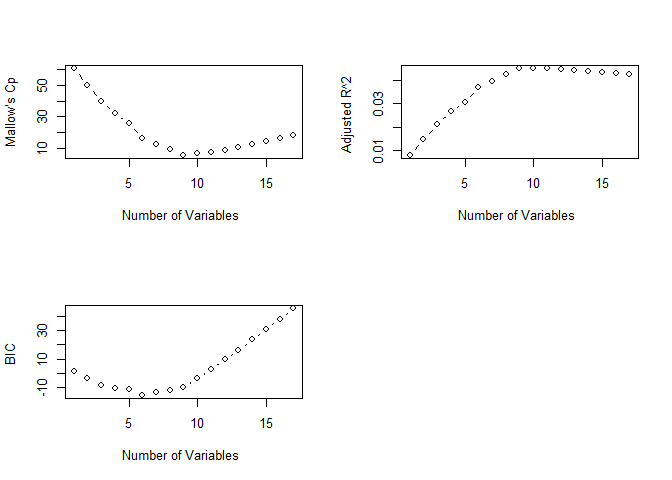 Mallow's Cp
10 30 50
5 10 15
Number of Variables
Adjusted R^2
0.01 0.03
5 10 15
Number of Variables
BIC
-10 10 30
5 10 15
Number of Variables